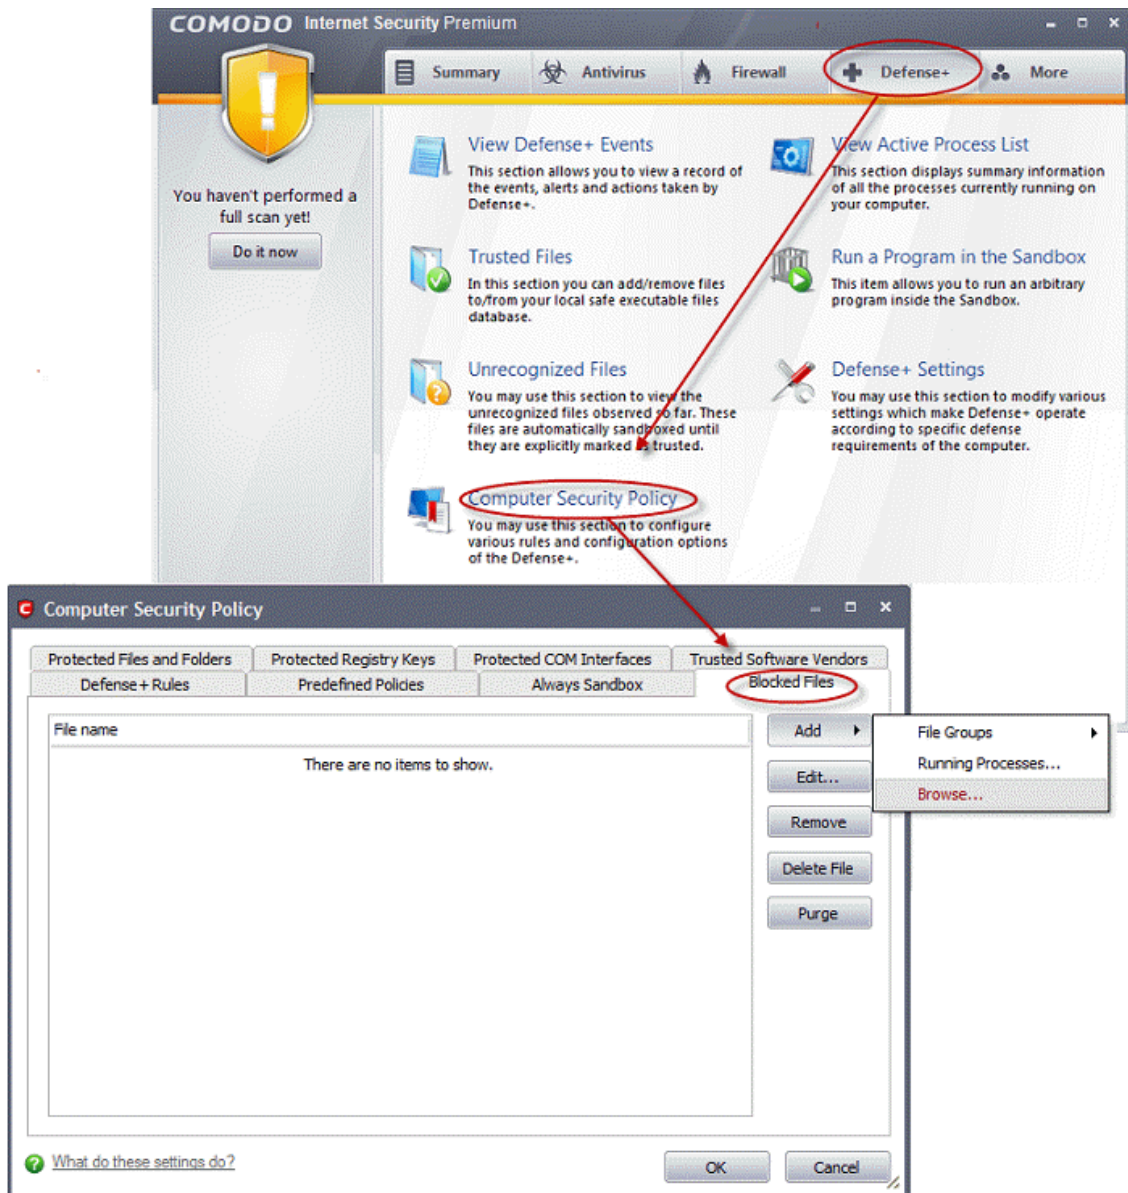 COMODO Internet Security Premium
Summary
Antivirus
Firewall
Defense+
More
You haven't performed a
full scan yet!
Do it now
View Defense+ Events
This section allows you to view a record of
the events, alerts and actions taken by
Defense+.
View Active Process List
This section displays summary information
of all the processes currently running on
your computer.
Trusted Files
In this section you can add/remove files
to/from your local safe executable files
database.
Run a Program in the Sandbox
This item allows you to run an arbitrary
program inside the Sandbox.
Unrecognized Files
You may use this section to view the
unrecognized files observed so far. These
files are automatically sandboxed until
they are explicitly marked as trusted.
Defense+ Settings
You may use this section to modify various
settings which make Defense+ operate
according to specific defense
requirements of the computer.
Computer Security Policy
You may use this section to configure
various rules and configuration options
of the Defense+.
Computer Security Policy
Protected Files and Folders
Protected Registry Keys
Protected COM Interfaces
Trusted Software Vendors
Defense+ Rules
Predefined Policies
Always Sandbox
Blocked Files
File name
There are no items to show.
Add
Edit...
Remove
Delete File
Purge
File Groups
Running Processes...
Browse...
What do these settings do?
OK
Cancel